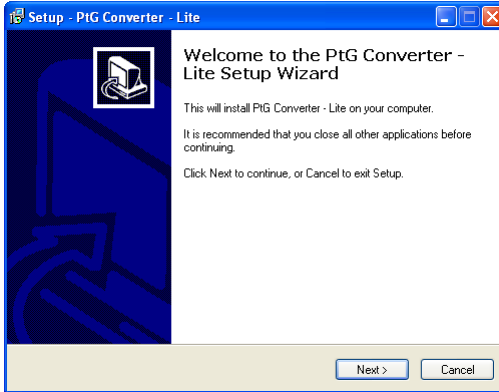 Setup - PtG Converter - Lite
Welcome to the PtG Converter -
Lite Setup Wizard
This will install PtG Converter - Lite on your computer.
It is recommended that you close all other applications before
continuing.
Click Next to continue, or Cancel to exit Setup.
Next >
Cancel